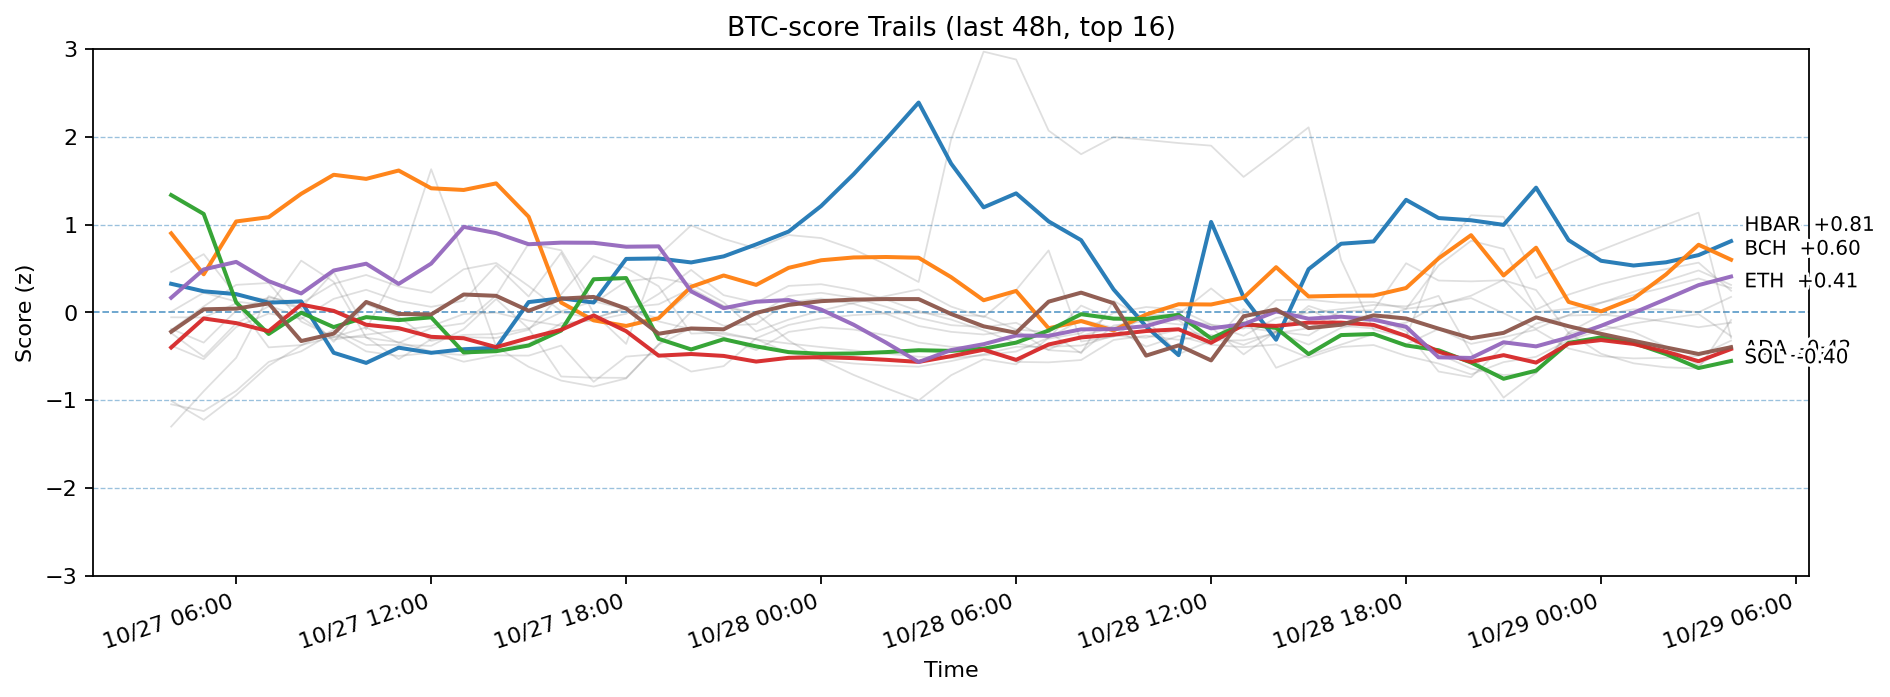 BTC-score Trails (last 48h, top 16)
Score (z)
3
2
1
0
−1
−2
−3
HBAR +0.81
BCH +0.60
ETH +0.41
SOL -0.40
10/27 06:00
10/27 12:00
10/27 18:00
10/28 00:00
10/28 06:00
10/28 12:00
10/28 18:00
10/29 00:00
10/29 06:00
Time